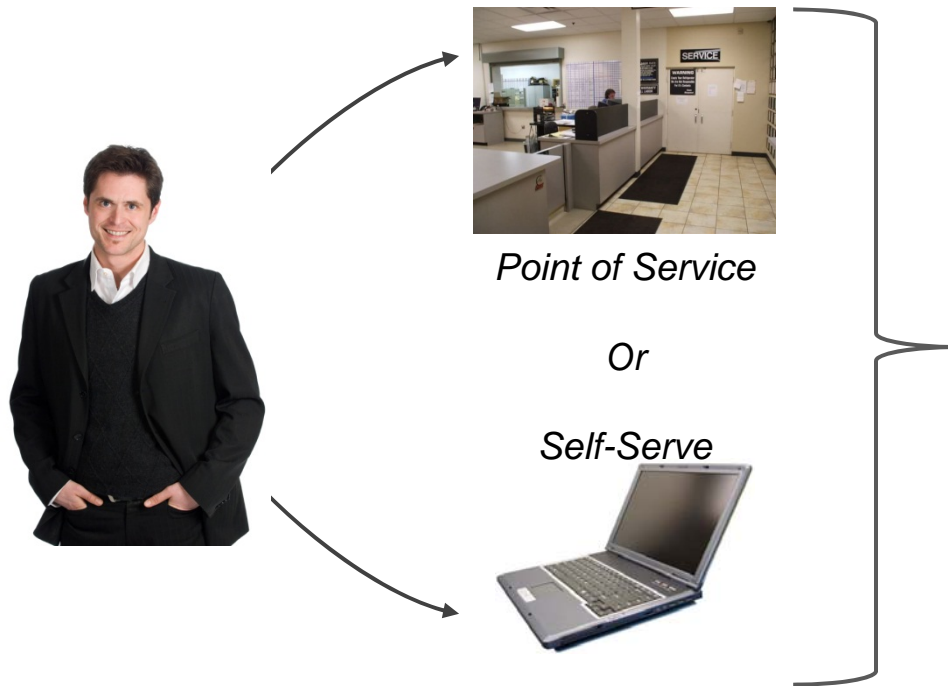 SERVICE
WARNING
Point of Service
Or
Self-Serve